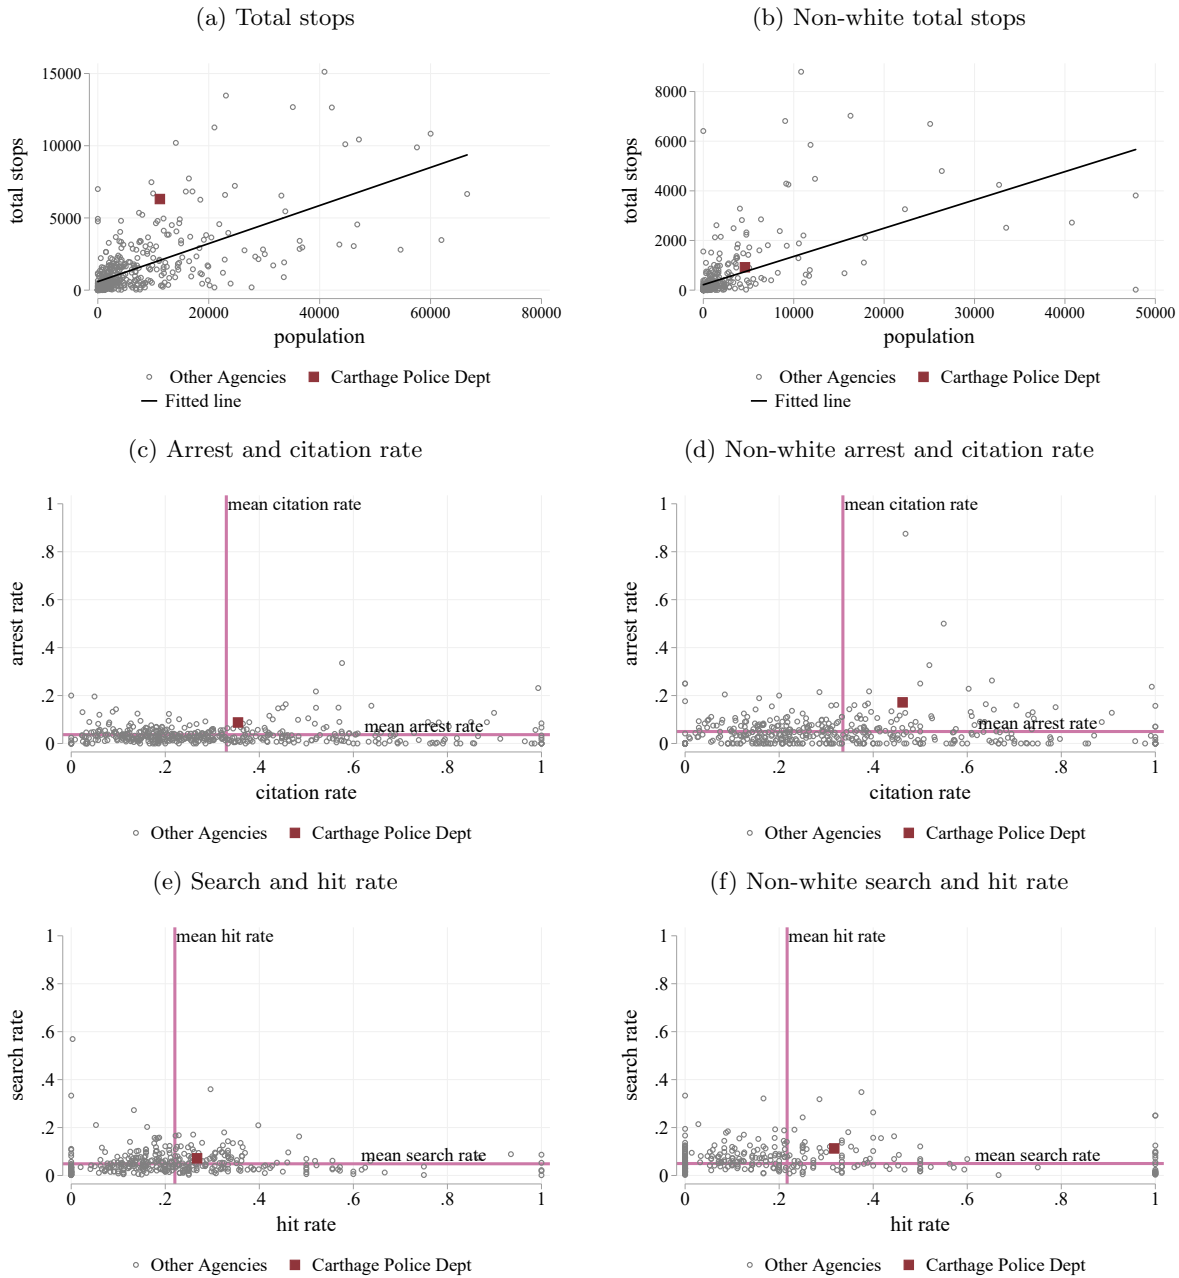 (a) Total stops
(b) Non-white total stops
total stops
15000
10000
5000
0
0 20000 40000 60000 80000
population
Other Agencies Carthage Police Dept
Fitted line
total stops
8000
6000
4000
2000
0
0 10000 20000 30000 40000 50000
population
Other Agencies Carthage Police Dept
Fitted line
(c) Arrest and citation rate
(d) Non-white arrest and citation rate
arrest rate
1
.8
.6
.4
.2
0
mean citation rate
mean arrest rate
0 .2 .4 .6 .8 1
citation rate
Other Agencies Carthage Police Dept
arrest rate
1
.8
.6
.4
.2
0
mean citation rate
mean arrest rate
0 .2 .4 .6 .8 1
citation rate
Other Agencies Carthage Police Dept
(e) Search and hit rate
(f) Non-white search and hit rate
search rate
1
.8
.6
.4
.2
0
mean hit rate
mean search rate
0 .2 .4 .6 .8 1
hit rate
Other Agencies Carthage Police Dept
search rate
1
.8
.6
.4
.2
0
mean hit rate
mean search rate
0 .2 .4 .6 .8 1
hit rate
Other Agencies Carthage Police Dept